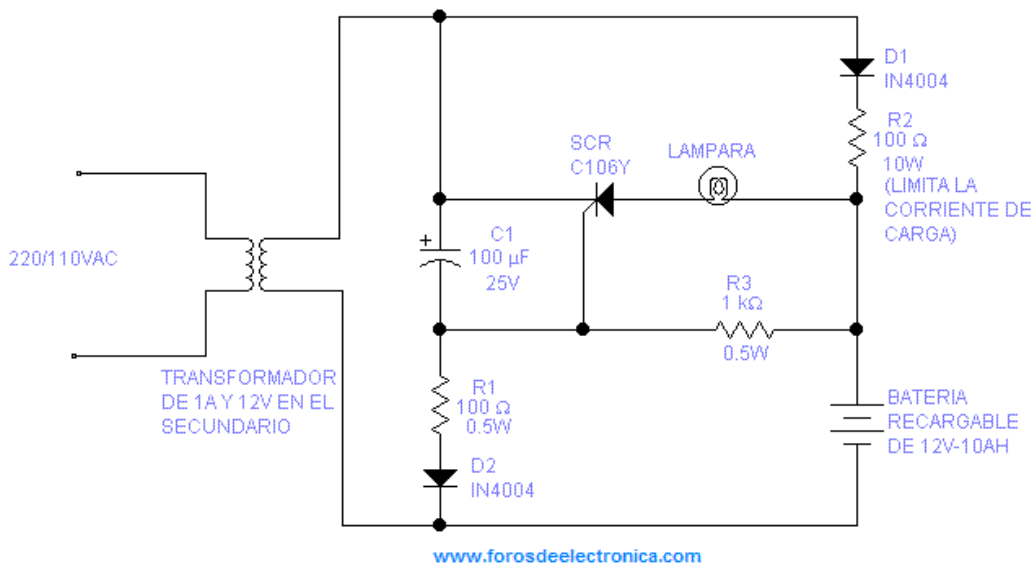 D1
IN4004
R2
100 Ω
10W
(LIMITA LA
CORRIENTE DE
CARGA)
SCR
C106Y
LAMPARA
220/110VAC
+
C1
100 µF
25V
R3
1 kΩ
0.5W
TRANSFORMADOR
DE 1A Y 12V EN EL
SECUNDARIO
R1
100 Ω
0.5W
D2
IN4004
BATERIA
RECARGABLE
DE 12V-10AH
www.forosdeelectronica.com